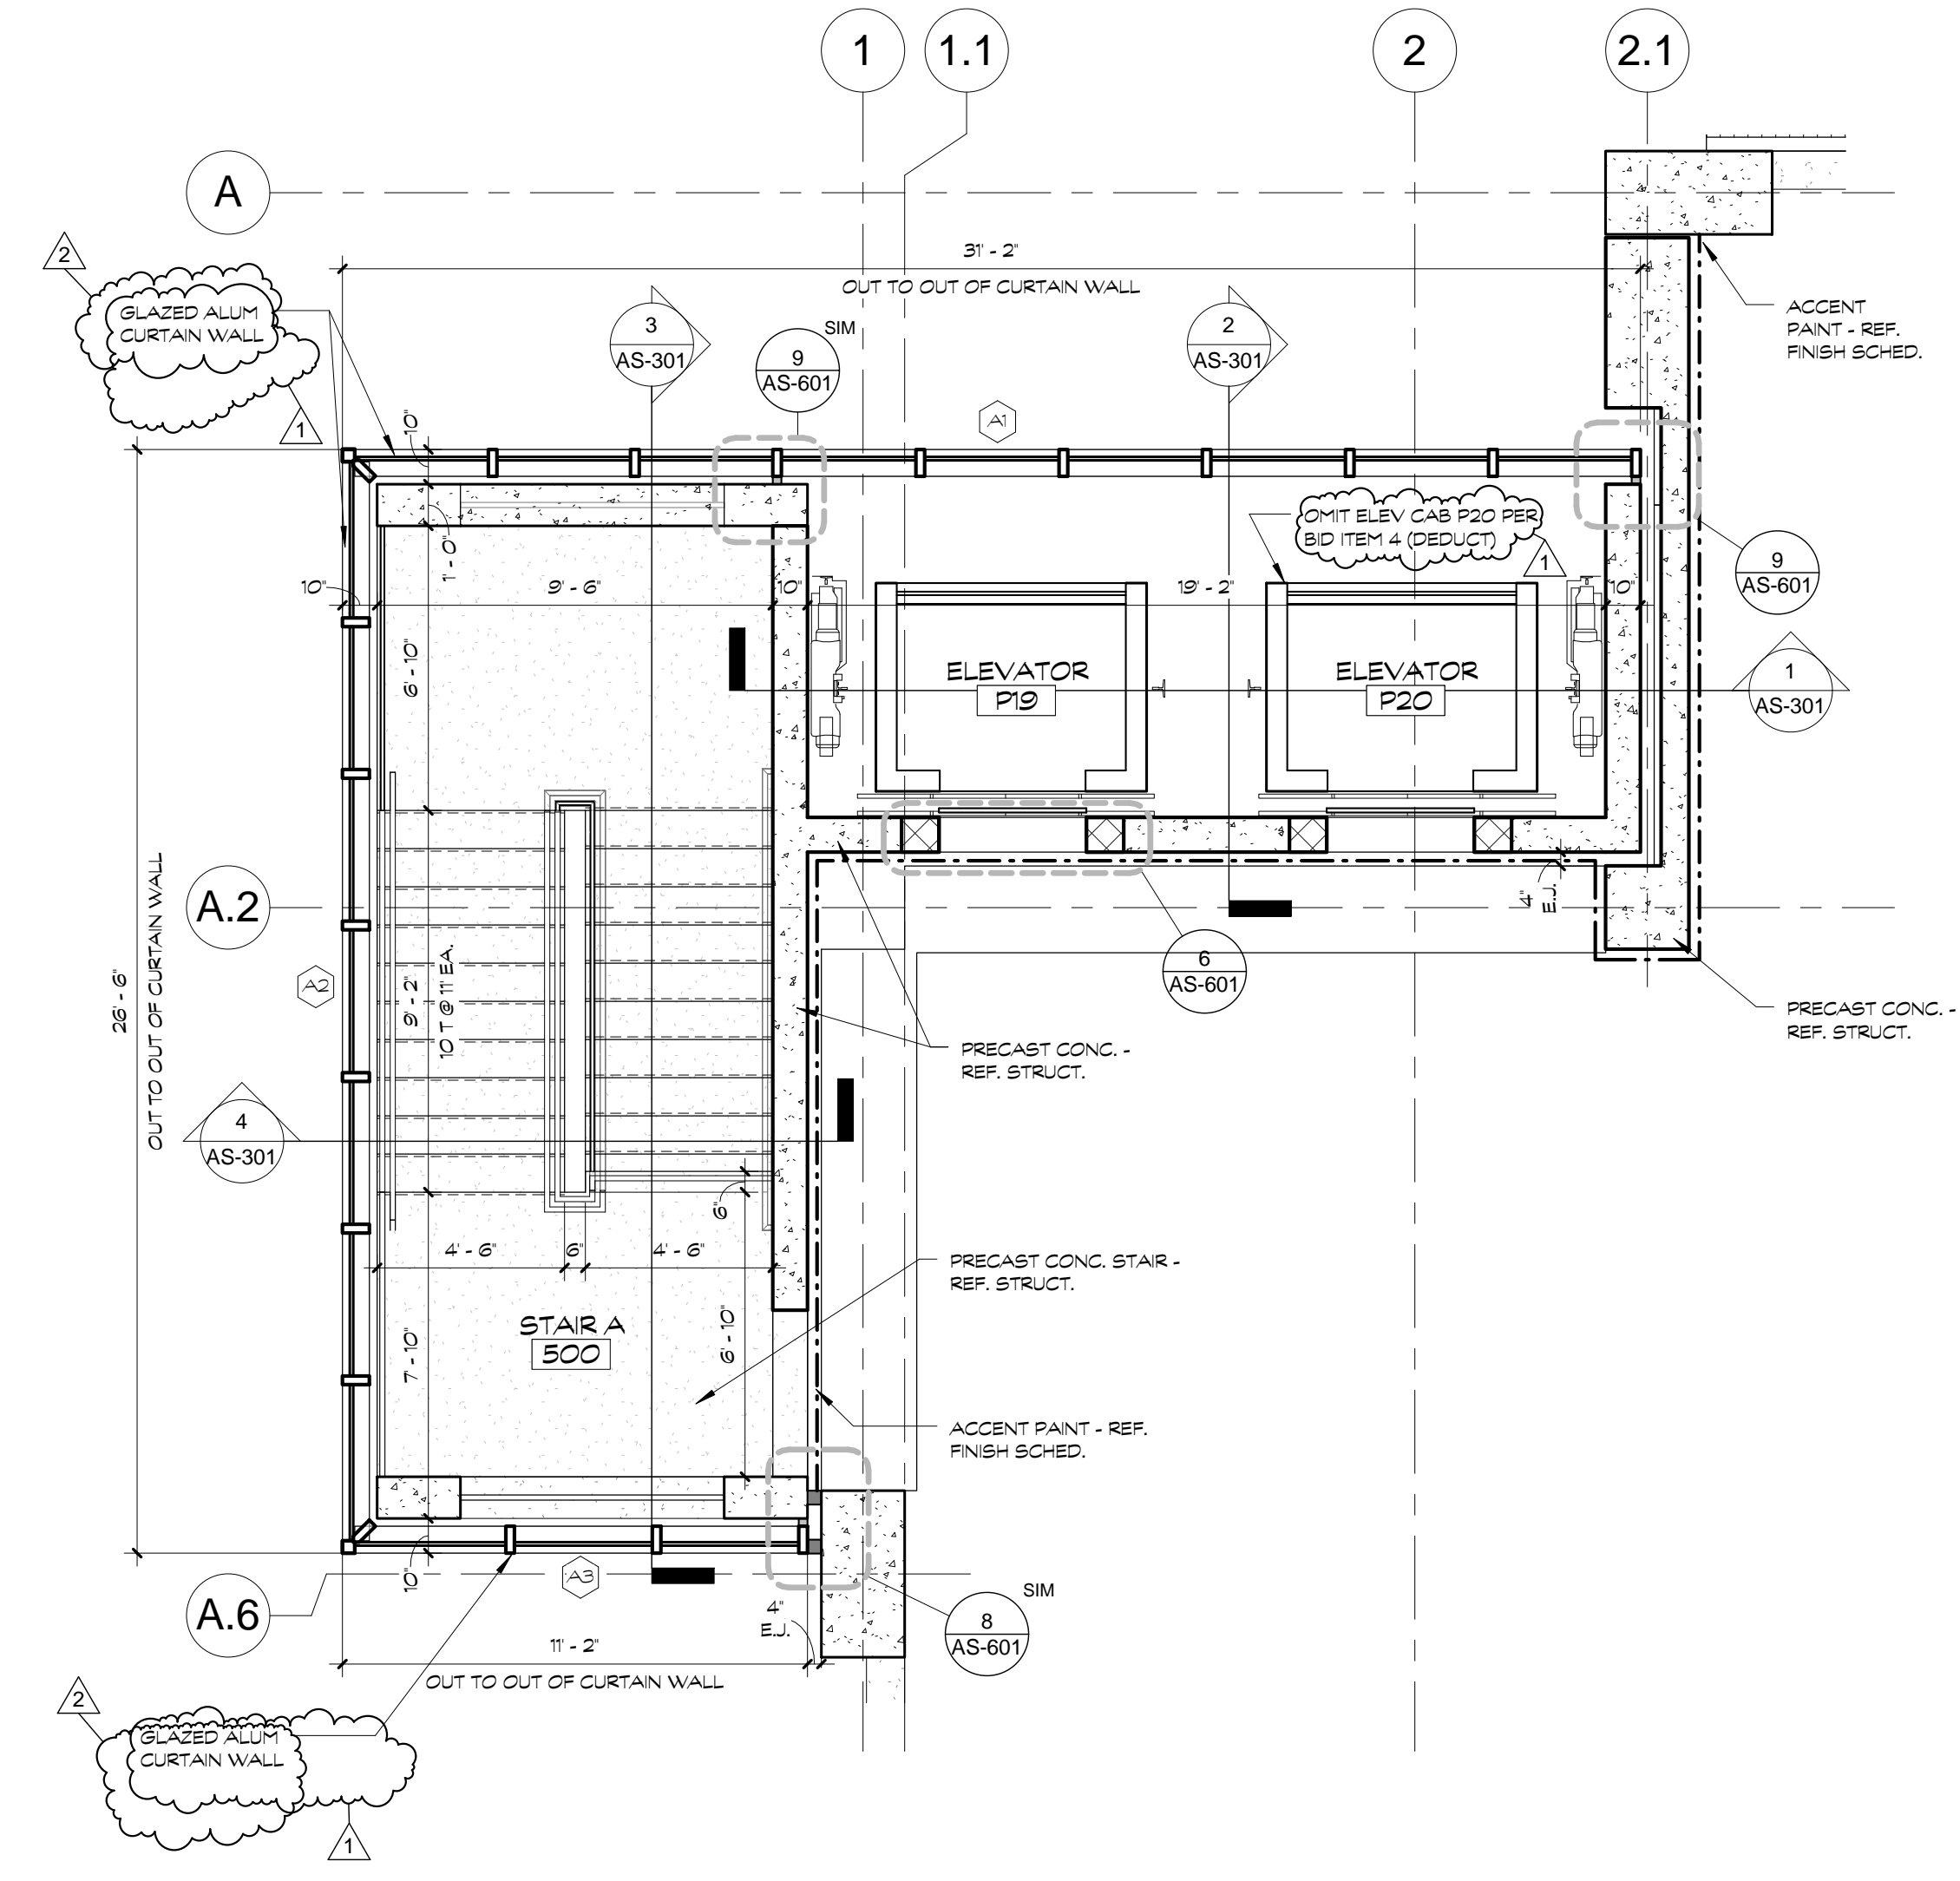 1
1.1
2
2.1
A
31' - 2"
OUT TO OUT OF CURTAIN WALL
2
GLAZED ALUM
CURTAIN WALL
1
3
AS-301
SIM
9
AS-601
2
AS-301
ACCENT
PAINT - REF.
FINISH SCHED.
A1
10"
1' - 0"
OMIT ELEV CAB P20 PER
BID ITEM 4 (DEDUCT)
1
9
AS-601
10"
9' - 6"
10"
19' - 2"
10"
6' - 10"
ELEVATOR
P19
ELEVATOR
P20
1
AS-301
A.2
4"
E.J.
26' - 6"
OUT TO OUT OF CURTAIN WALL
A2
9' - 2"
10 T @ 11" EA.
6
AS-601
PRECAST CONC. -
REF. STRUCT.
PRECAST CONC. -
REF. STRUCT.
4
AS-301
6"
4' - 6"
6"
4' - 6"
PRECAST CONC. STAIR -
REF. STRUCT.
STAIR A
500
7' - 10"
6' - 10"
ACCENT PAINT - REF.
FINISH SCHED.
10"
A3
A.6
4"
E.J.
SIM
8
AS-601
11' - 2"
OUT TO OUT OF CURTAIN WALL
2
GLAZED ALUM
CURTAIN WALL
1